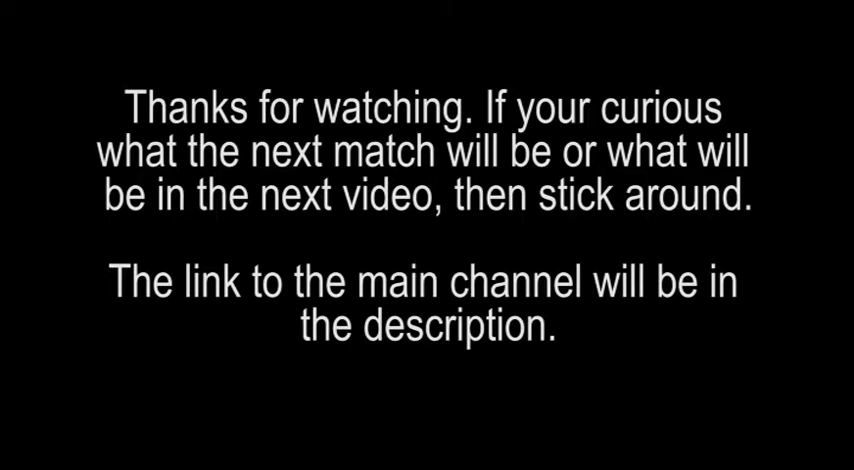 Thanks for watching. If your curious
what the next match will be or what will
be in the next video, then stick around.
The link to the main channel will be in
the description.